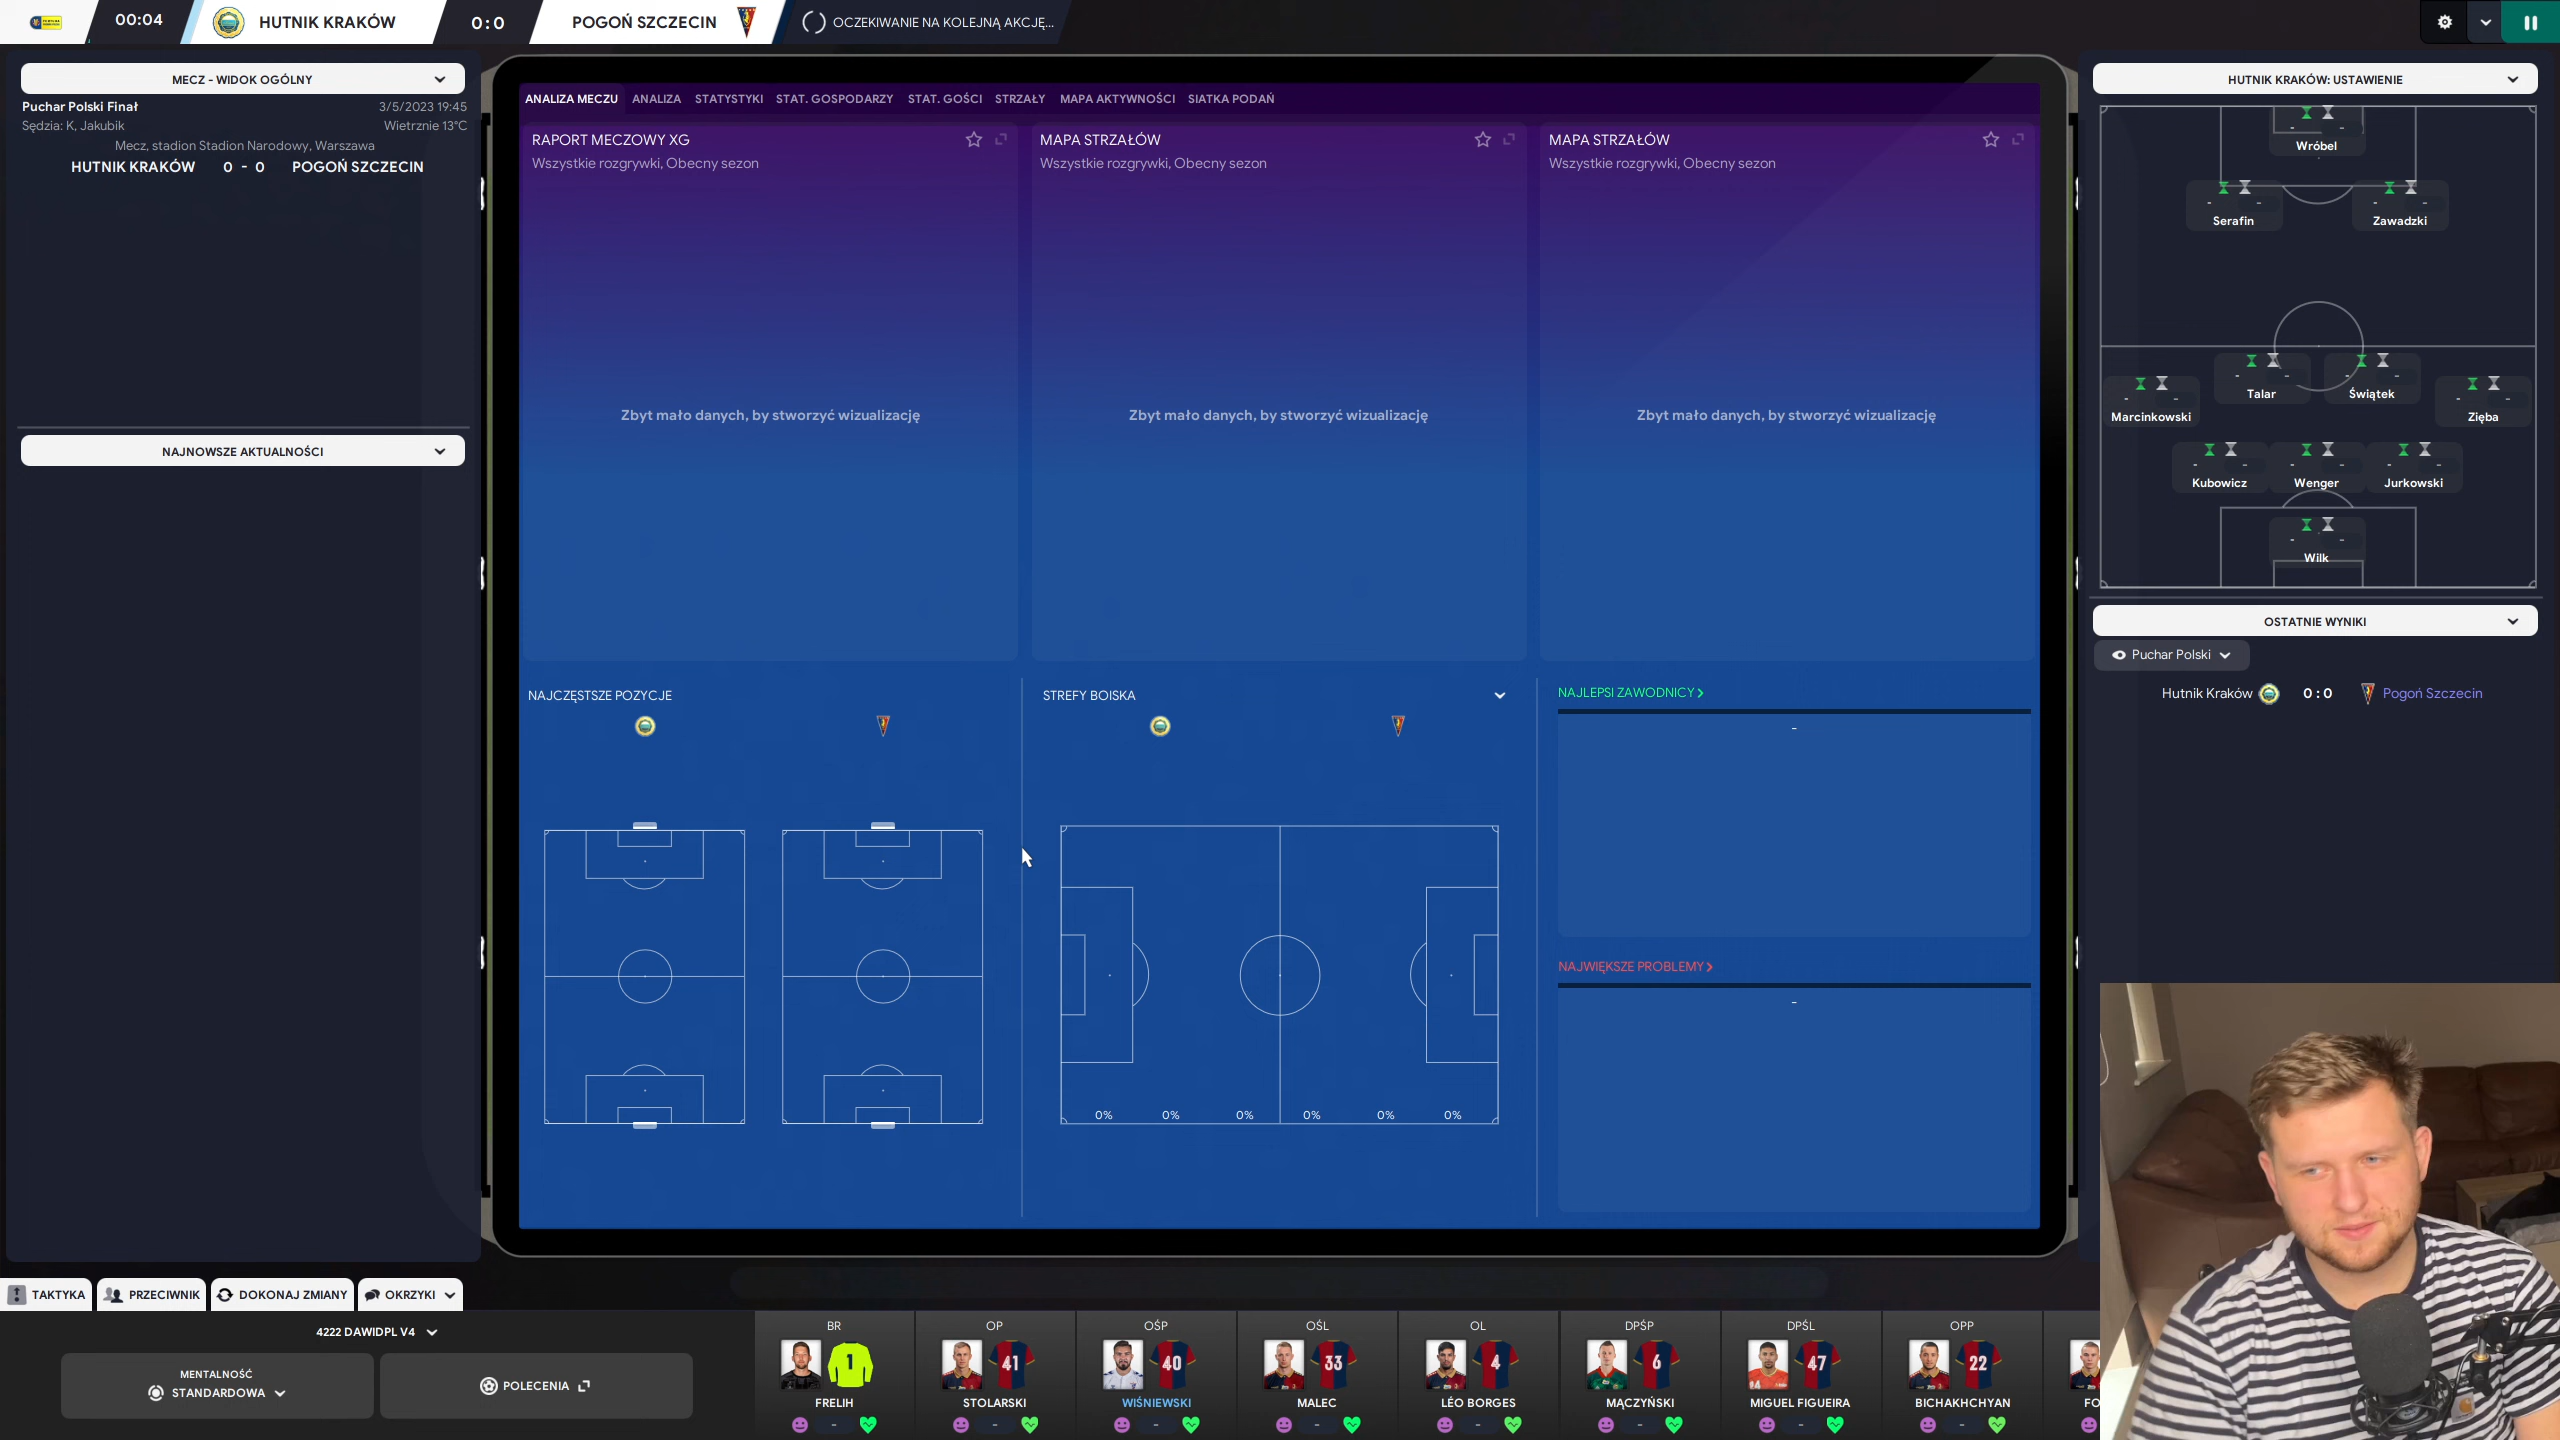 00:04
HUTNIK KRAKÓW
0 : 0
POGOŃ SZCZECIN
OCZEKIWANIE NA KOLEJNĄ AKCJĘ...
MECZ - WIDOK OGÓLNY
Puchar Polski Finał
3/5/2023 19:45
Sędzia: K, Jakubik
Wietrznie 13°C
Mecz, stadion Stadion Narodowy, Warszawa
HUTNIK KRAKÓW 0 - 0 POGOŃ SZCZECIN
NAJNOWSZE AKTUALNOŚCI
ANALIZA MECZU ANALIZA STATYSTYKI STAT. GOSPODARZY STAT. GOŚCI STRZAŁY MAPA AKTYWNOŚCI SIATKA PODAŃ
RAPORT MECZOWY XG
Wszystkie rozgrywki, Obecny sezon
Zbyt mało danych, by stworzyć wizualizację
MAPA STRZAŁÓW
Wszystkie rozgrywki, Obecny sezon
Zbyt mało danych, by stworzyć wizualizację
MAPA STRZAŁÓW
Wszystkie rozgrywki, Obecny sezon
Zbyt mało danych, by stworzyć wizualizację
NAJCZĘSTSZE POZYCJE
STREFY BOISKA
0% 0% 0% 0% 0% 0%
NAJLEPSI ZAWODNICY
-
NAJWIĘKSZE PROBLEMY
-
HUTNIK KRAKÓW: USTAWIENIE
- -
Wróbel
- - - -
Serafin Zawadzki
- - - -
Talar Świątek
- - - -
Marcinkowski Zięba
- - - - - -
Kubowicz Wenger Jurkowski
- -
Wilk
OSTATNIE WYNIKI
Puchar Polski
Hutnik Kraków 0 : 0 Pogoń Szczecin
TAKTYKA PRZECIWNIK DOKONAJ ZMIANY OKRZYKI
4222 DAWIDPL V4
MENTALNOŚĆ
STANDARDOWA
POLECENIA
BR OP OŚP OŚL OL DPŚP DPŚL OPP
1 41 40 33 4 6 47 22
FRELIH STOLARSKI WIŚNIEWSKI MALEC LÉO BORGES MĄCZYŃSKI MIGUEL FIGUEIRA BICHAKHCHYAN FO
- - - - - - - -